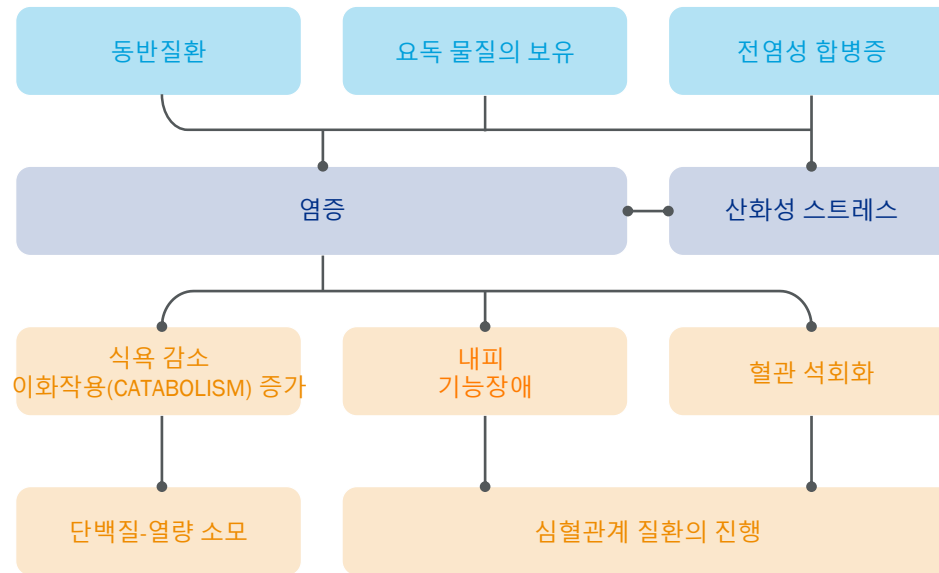 동반질환
요독 물질의 보유
전염성 합병증
염증
산화성 스트레스
식욕 감소
이화작용(CATABOLISM) 증가
내피
기능장애
혈관 석회화
단백질-열량 소모
심혈관계 질환의 진행